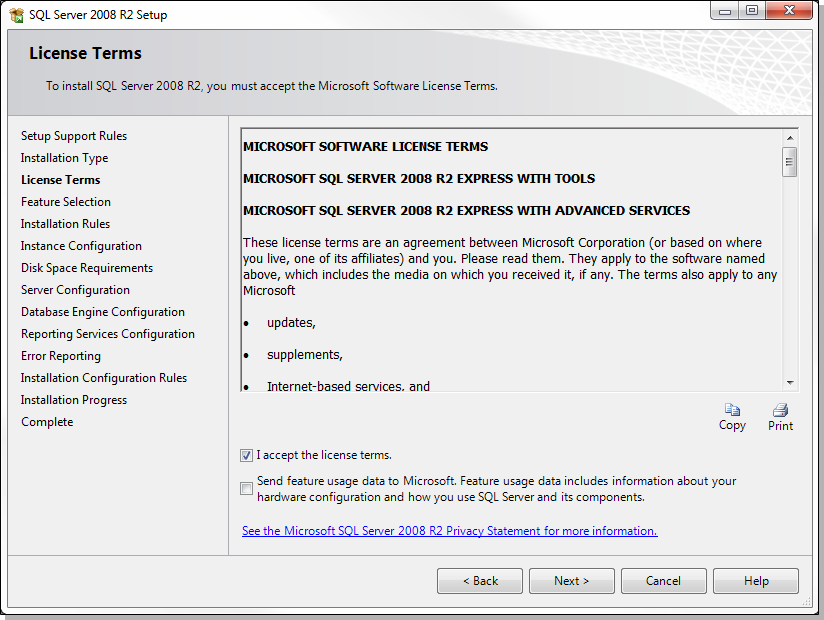 SQL Server 2008 R2 Setup
License Terms
To install SQL Server 2008 R2, you must accept the Microsoft Software License Terms.
Setup Support Rules
Installation Type
License Terms
Feature Selection
Installation Rules
Instance Configuration
Disk Space Requirements
Server Configuration
Database Engine Configuration
Reporting Services Configuration
Error Reporting
Installation Configuration Rules
Installation Progress
Complete
MICROSOFT SOFTWARE LICENSE TERMS
MICROSOFT SQL SERVER 2008 R2 EXPRESS WITH TOOLS
MICROSOFT SQL SERVER 2008 R2 EXPRESS WITH ADVANCED SERVICES
These license terms are an agreement between Microsoft Corporation (or based on where
you live, one of its affiliates) and you. Please read them. They apply to the software named
above, which includes the media on which you received it, if any. The terms also apply to any
Microsoft
• updates,
• supplements,
• Internet-based services, and
Copy
Print
I accept the license terms.
Send feature usage data to Microsoft. Feature usage data includes information about your
hardware configuration and how you use SQL Server and its components.
See the Microsoft SQL Server 2008 R2 Privacy Statement for more information.
< Back
Next >
Cancel
Help